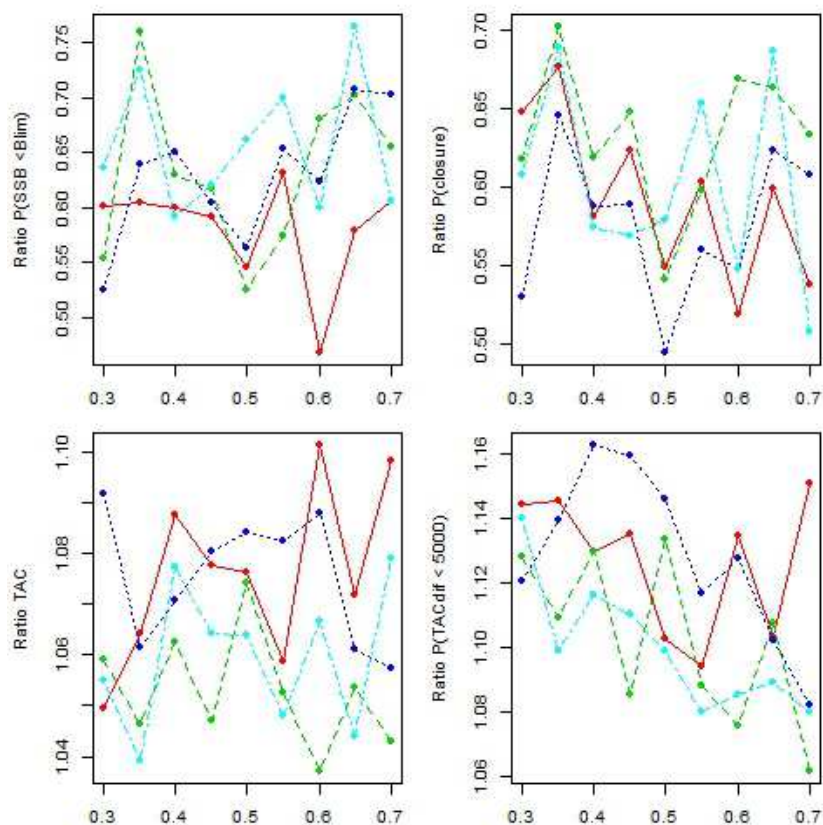 Ratio P(SSB <Blim)
0.50 0.55 0.60 0.65 0.70 0.75
0.3 0.4 0.5 0.6 0.7
Ratio P(closure)
0.50 0.55 0.60 0.65 0.70
0.3 0.4 0.5 0.6 0.7
Ratio TAC
1.04 1.06 1.08 1.10
0.3 0.4 0.5 0.6 0.7
Ratio P(TACdif < 5000)
1.06 1.08 1.10 1.12 1.14 1.16
0.3 0.4 0.5 0.6 0.7